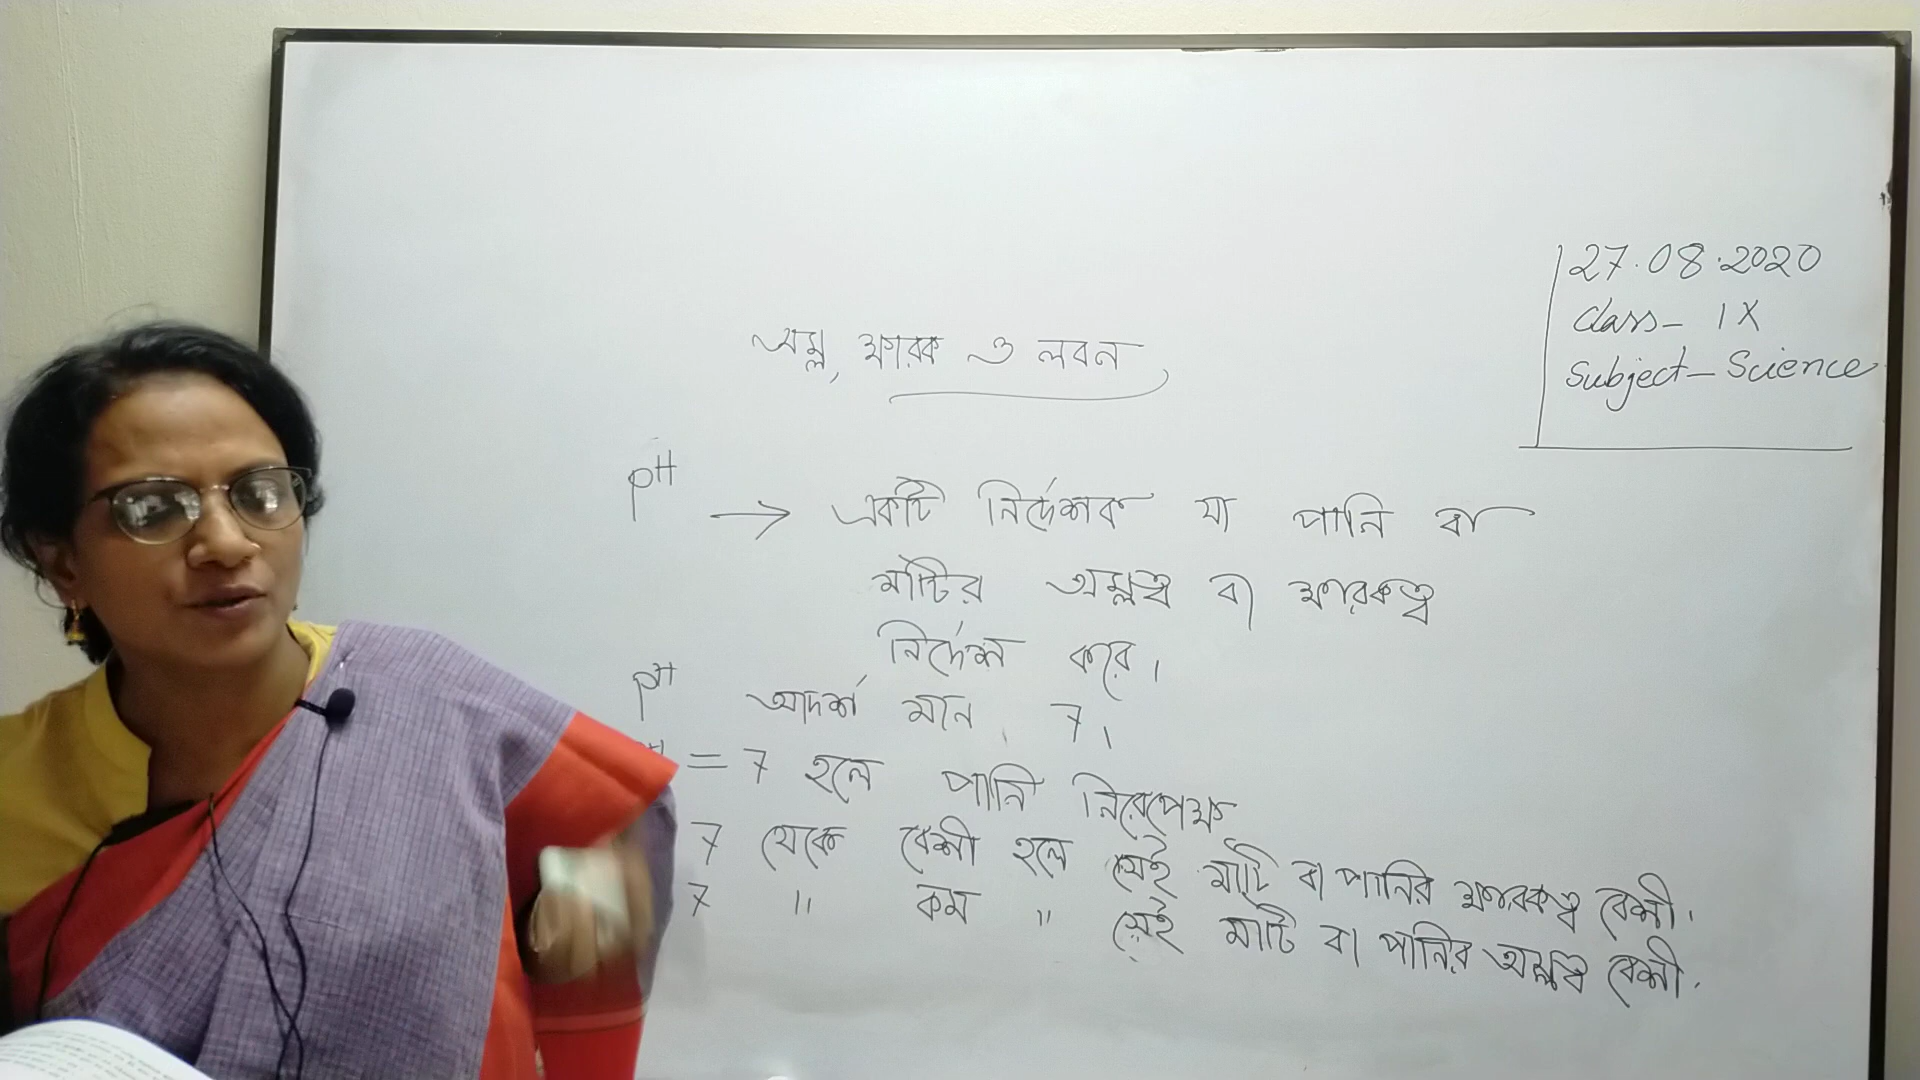 27.08.2020
Class- IX
Subject- Science
অম্ল, ক্ষারক ও লবন
pH
→ একটি নির্দেশক যা পানি বা
মাটির অম্লত্ব বা ক্ষারকত্ব
নির্দেশ করে।
pH আদর্শ মান 7।
= 7 হলে পানি নিরপেক্ষ
7 থেকে বেশী হলে সেই মাটি বা পানির ক্ষারকত্ব বেশী।
7 " কম " সেই মাটি বা পানির অম্লত্ব বেশী।